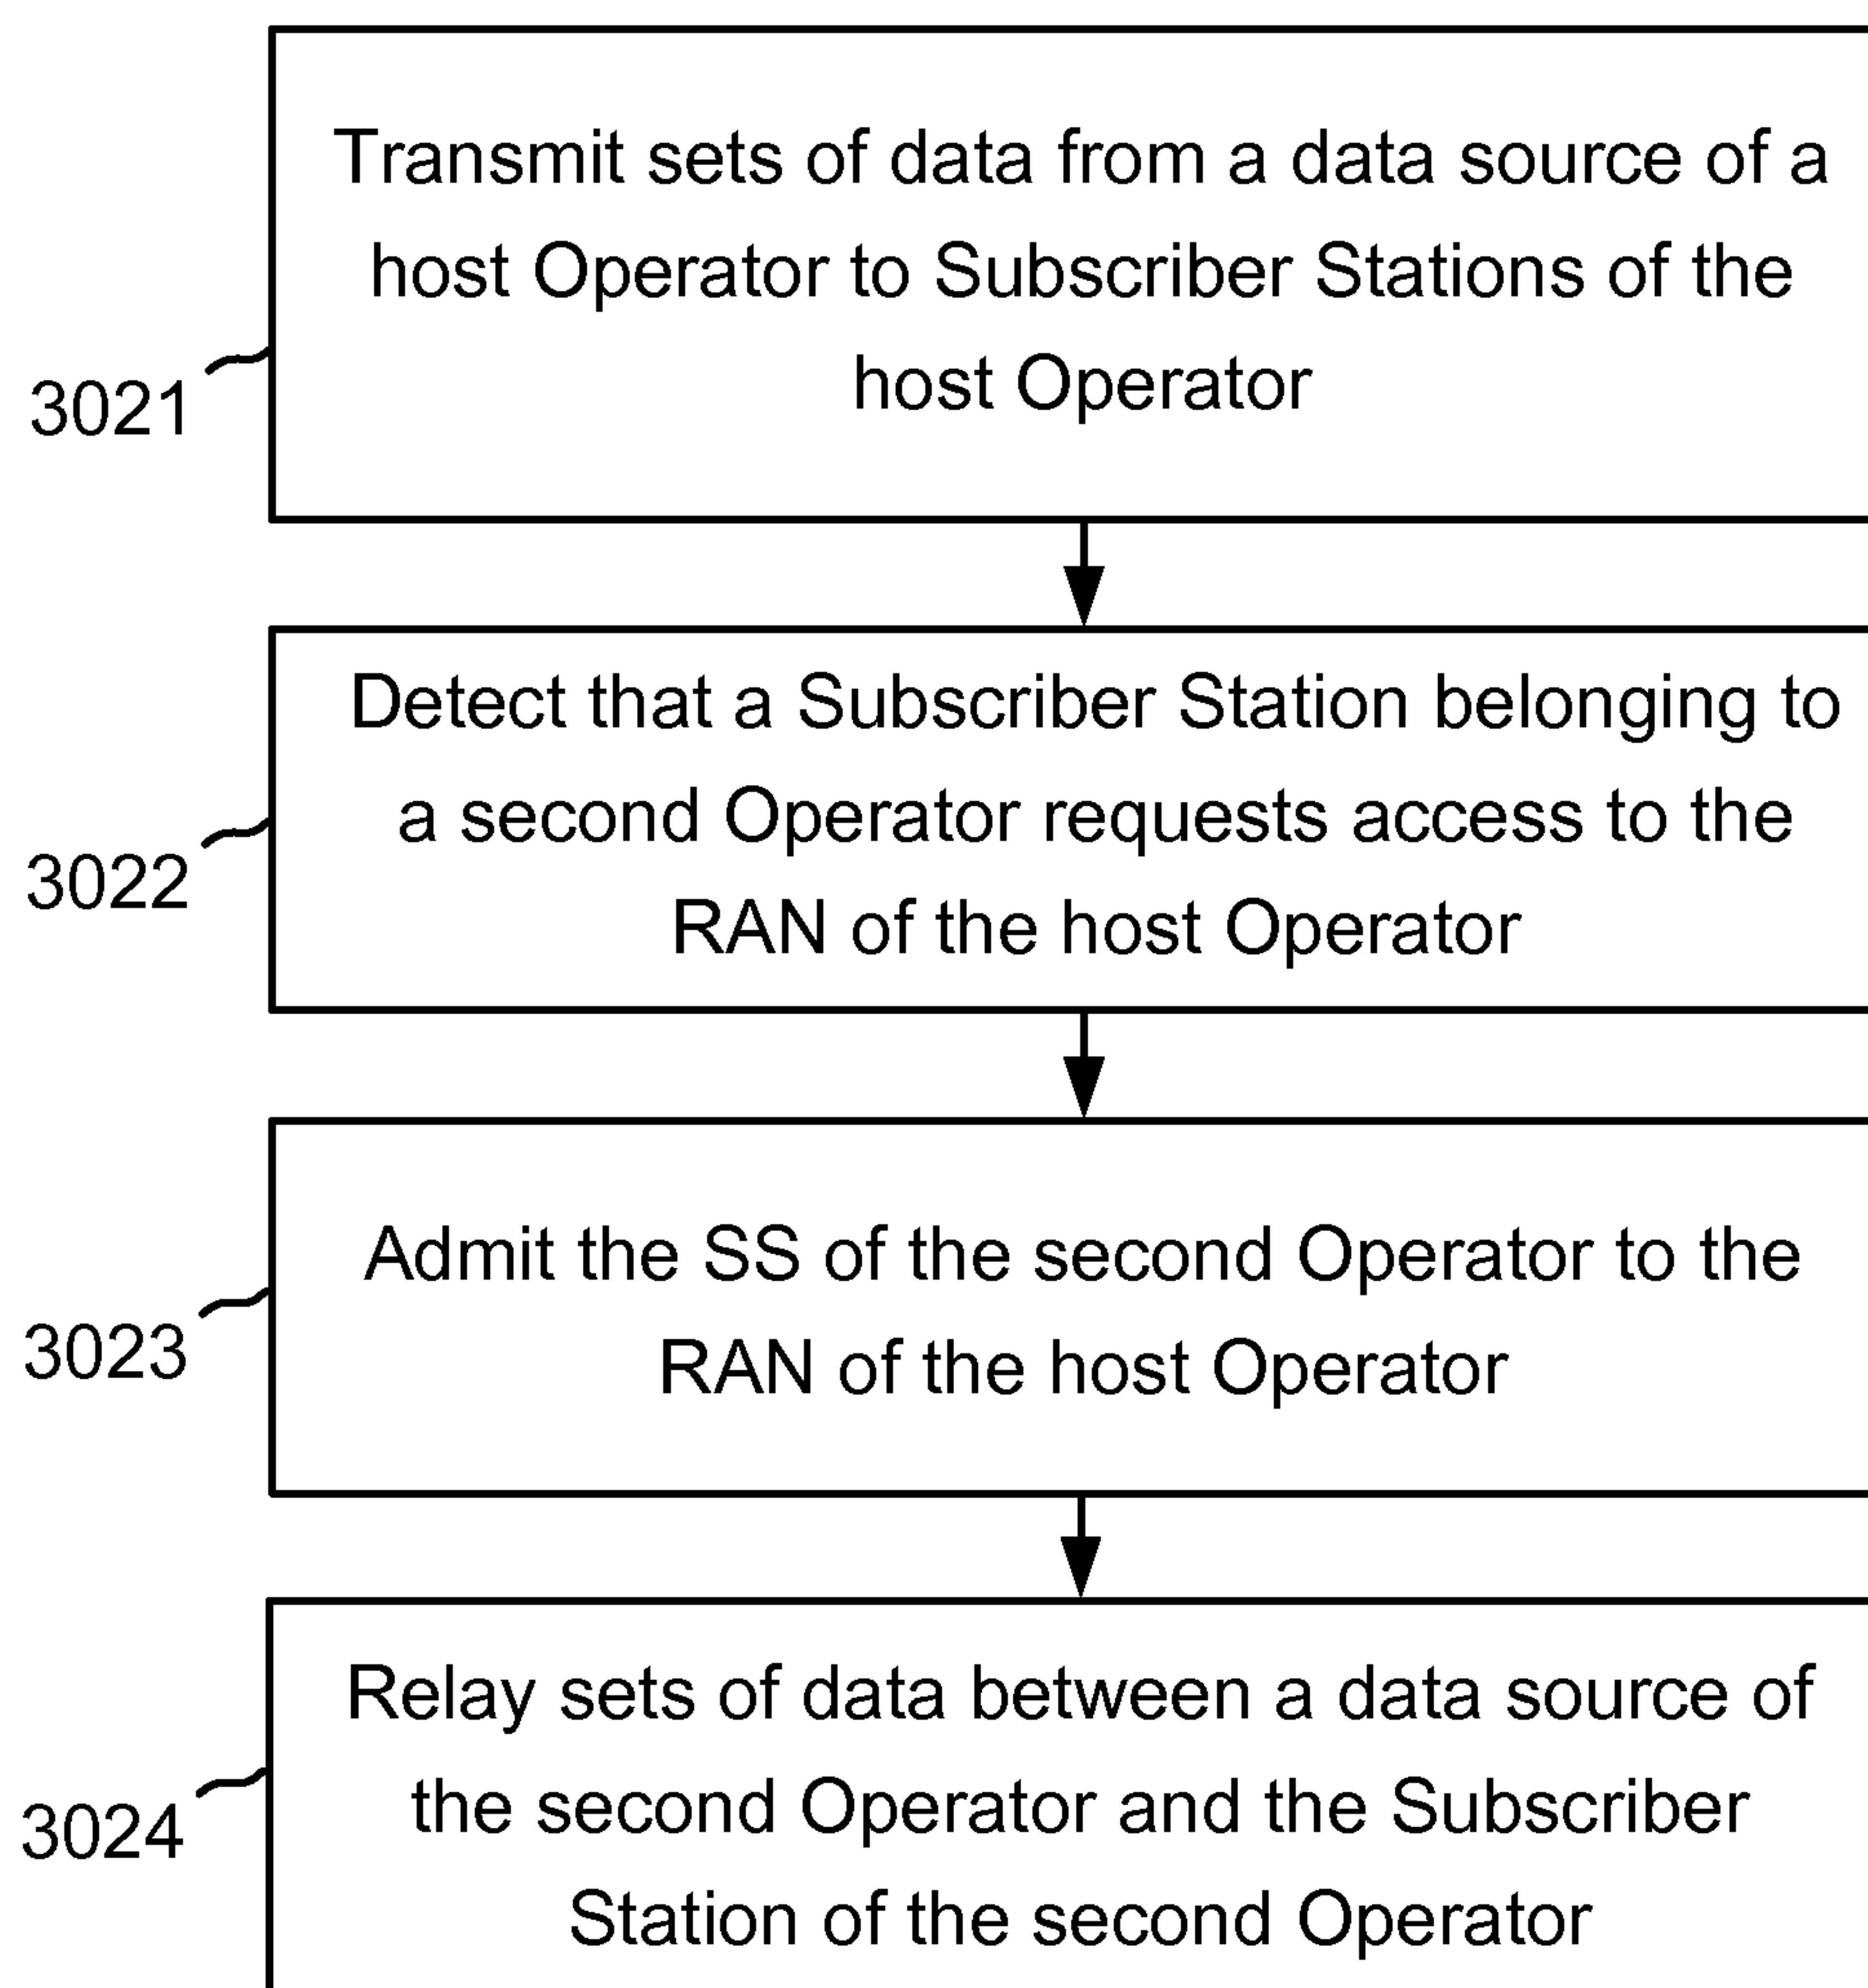 Transmit sets of data from a data source of a
host Operator to Subscriber Stations of the
host Operator
3021
Detect that a Subscriber Station belonging to
a second Operator requests access to the
RAN of the host Operator
3022
Admit the SS of the second Operator to the
RAN of the host Operator
3023
Relay sets of data between a data source of
the second Operator and the Subscriber
Station of the second Operator
3024